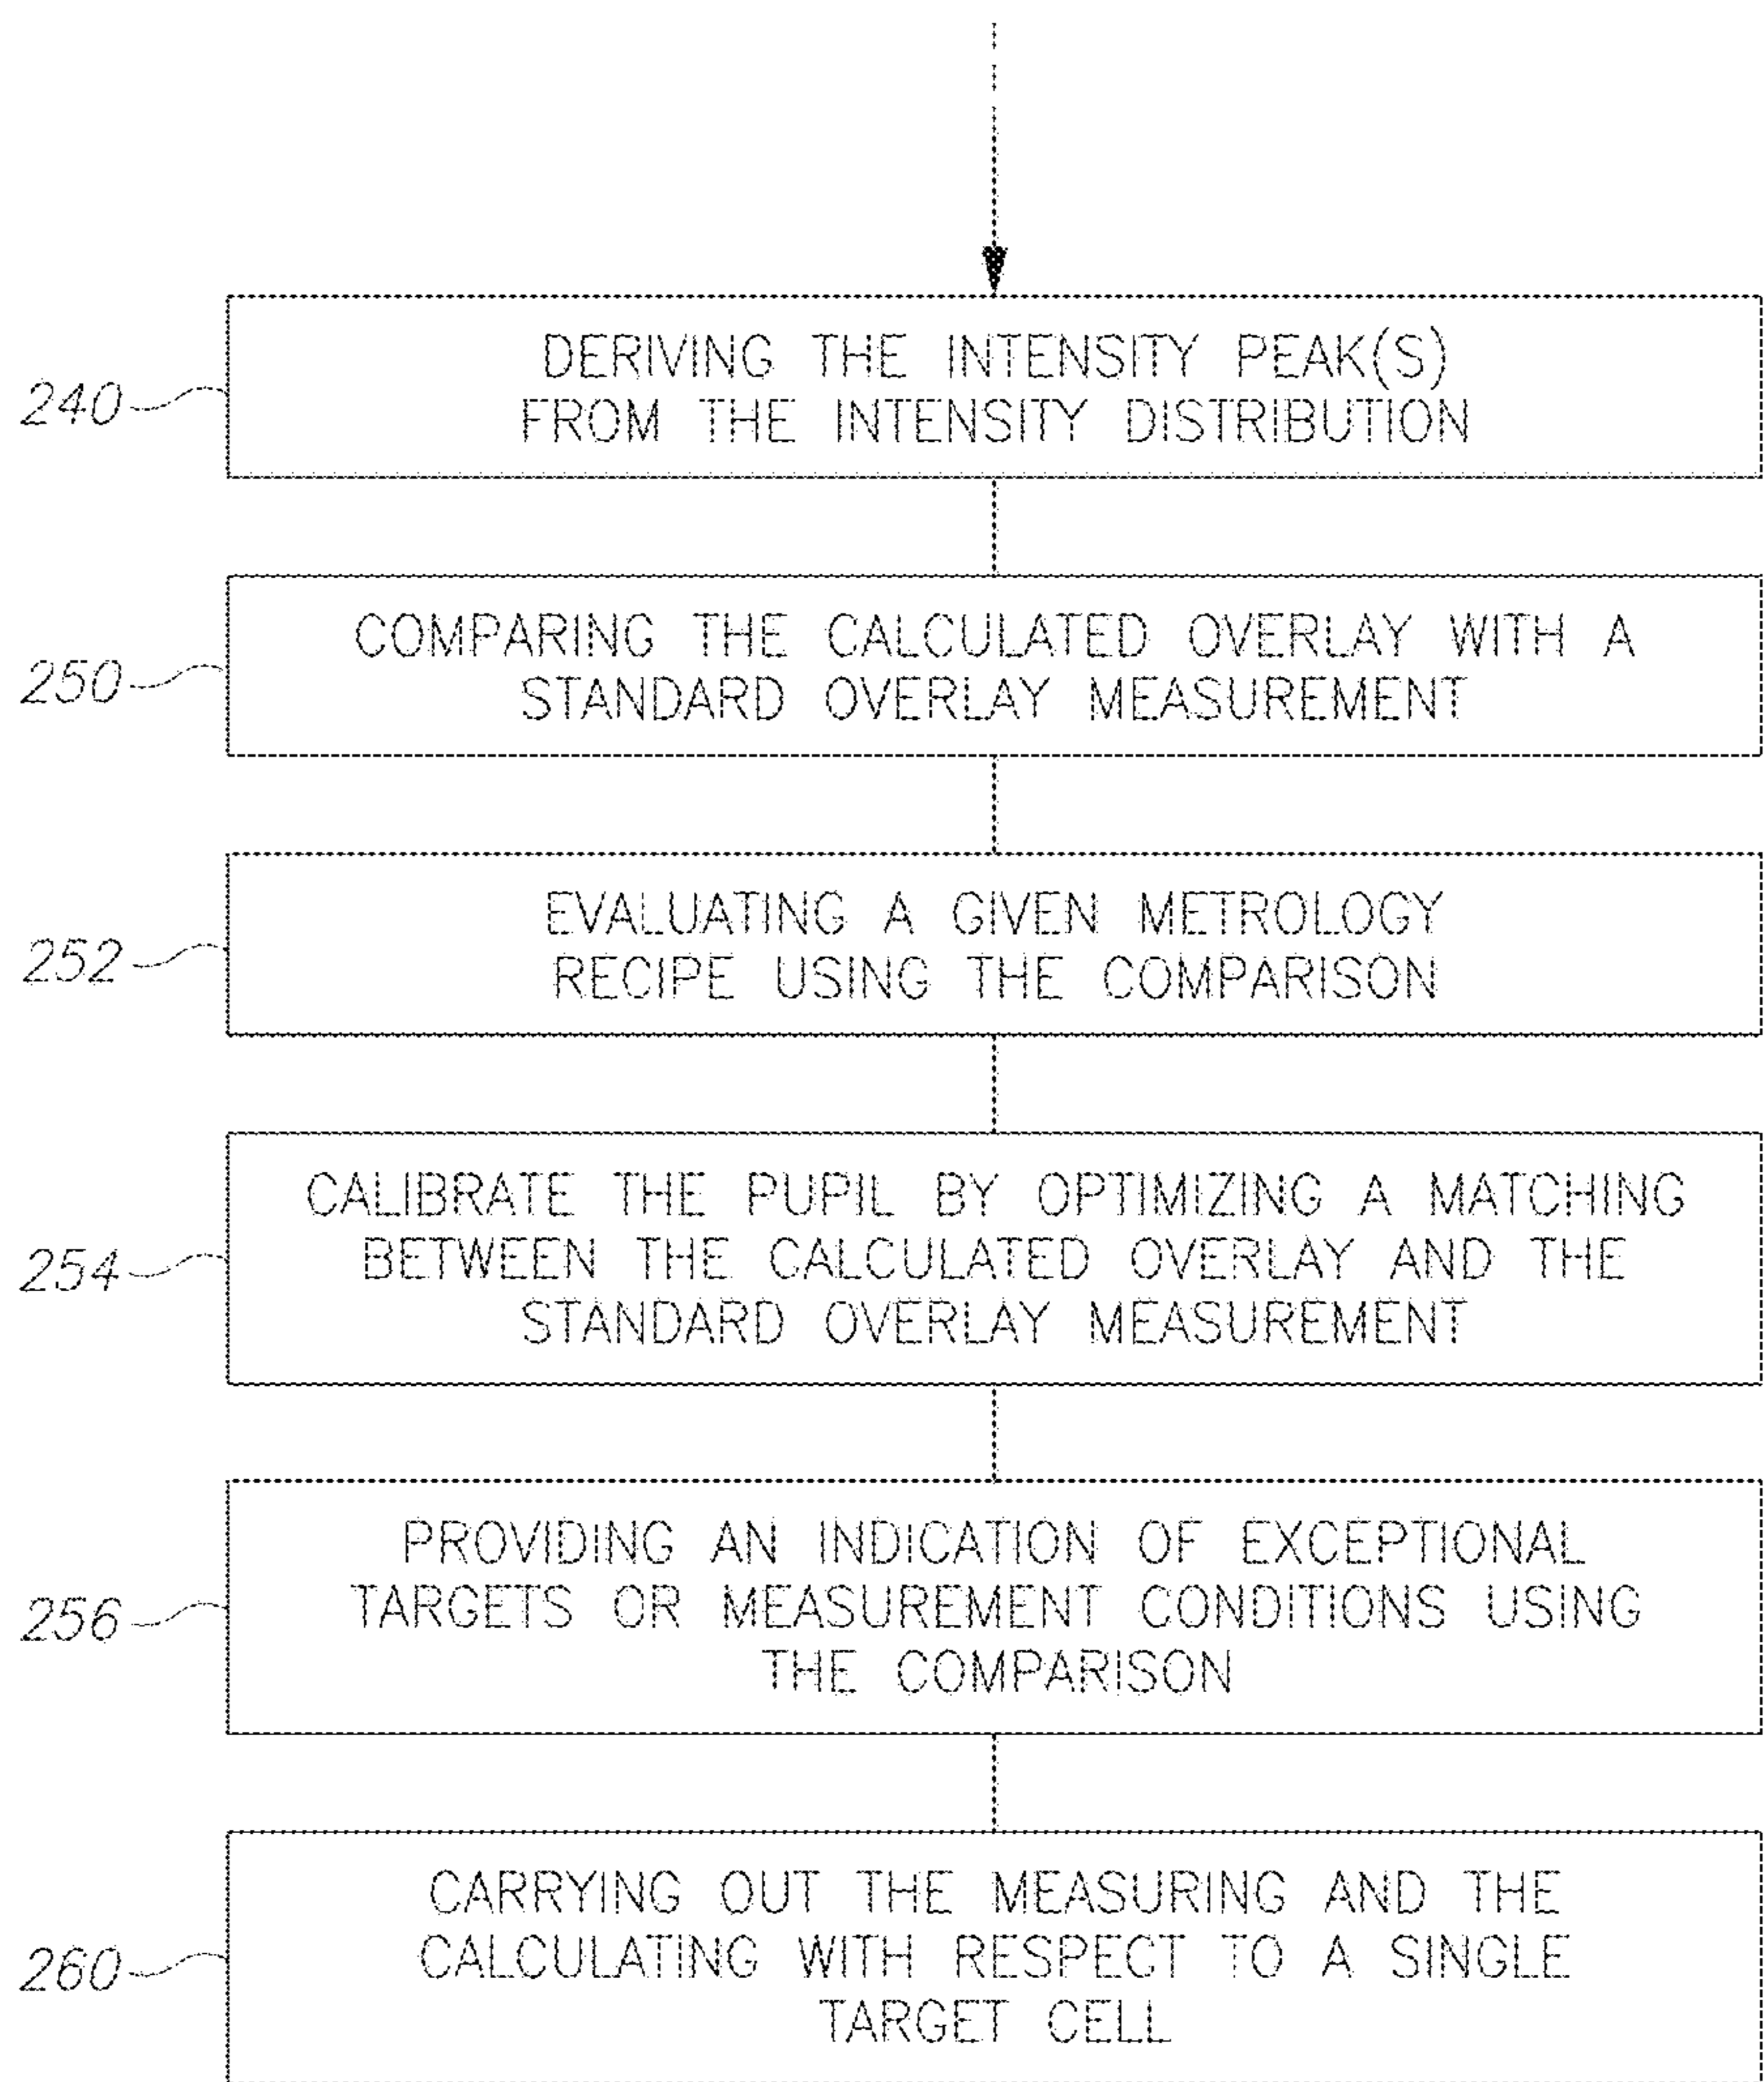 240
DERIVING THE INTENSITY PEAK(S)
FROM THE INTENSITY DISTRIBUTION
250
COMPARING THE CALCULATED OVERLAY WITH A
STANDARD OVERLAY MEASUREMENT
252
EVALUATING A GIVEN METROLOGY
RECIPE USING THE COMPARISON
254
CALIBRATE THE PUPIL BY OPTIMIZING A MATCHING
BETWEEN THE CALCULATED OVERLAY AND THE
STANDARD OVERLAY MEASUREMENT
256
PROVIDING AN INDICATION OF EXCEPTIONAL
TARGETS OR MEASUREMENT CONDITIONS USING
THE COMPARISON
260
CARRYING OUT THE MEASURING AND THE
CALCULATING WITH RESPECT TO A SINGLE
TARGET CELL